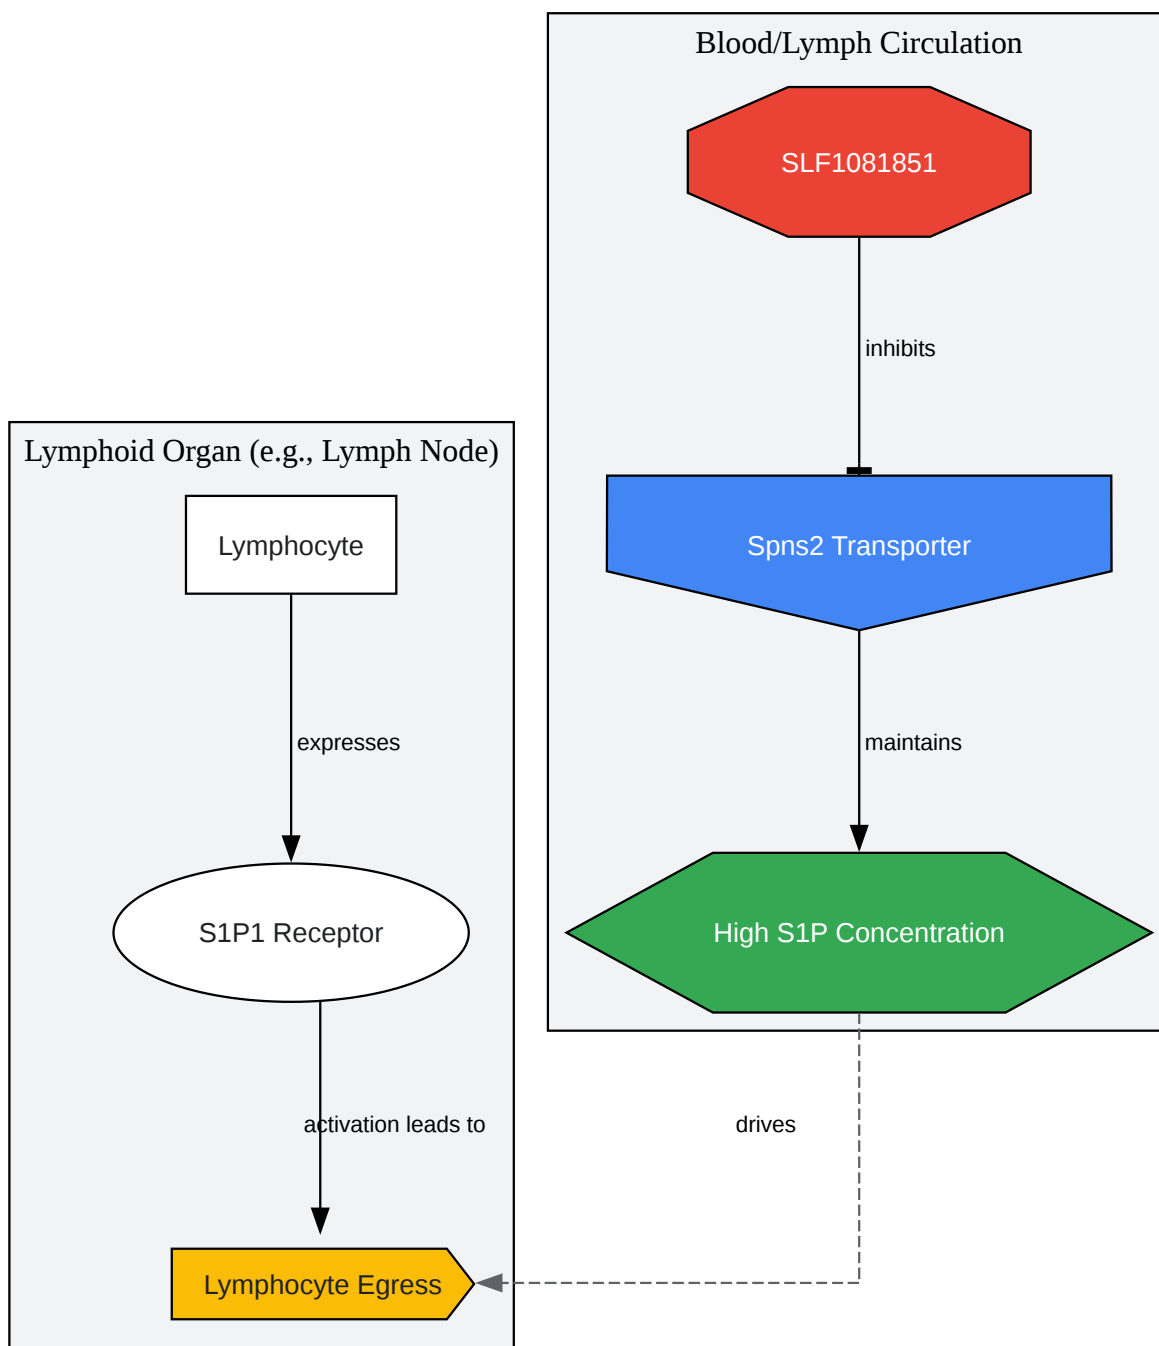 Blood/Lymph Circulation
SLF1081851
inhibits
Lymphoid Organ (e.g., Lymph Node)
Lymphocyte
Spns2 Transporter
expresses
maintains
S1P1 Receptor
High S1P Concentration
activation leads to
drives
Lymphocyte Egress